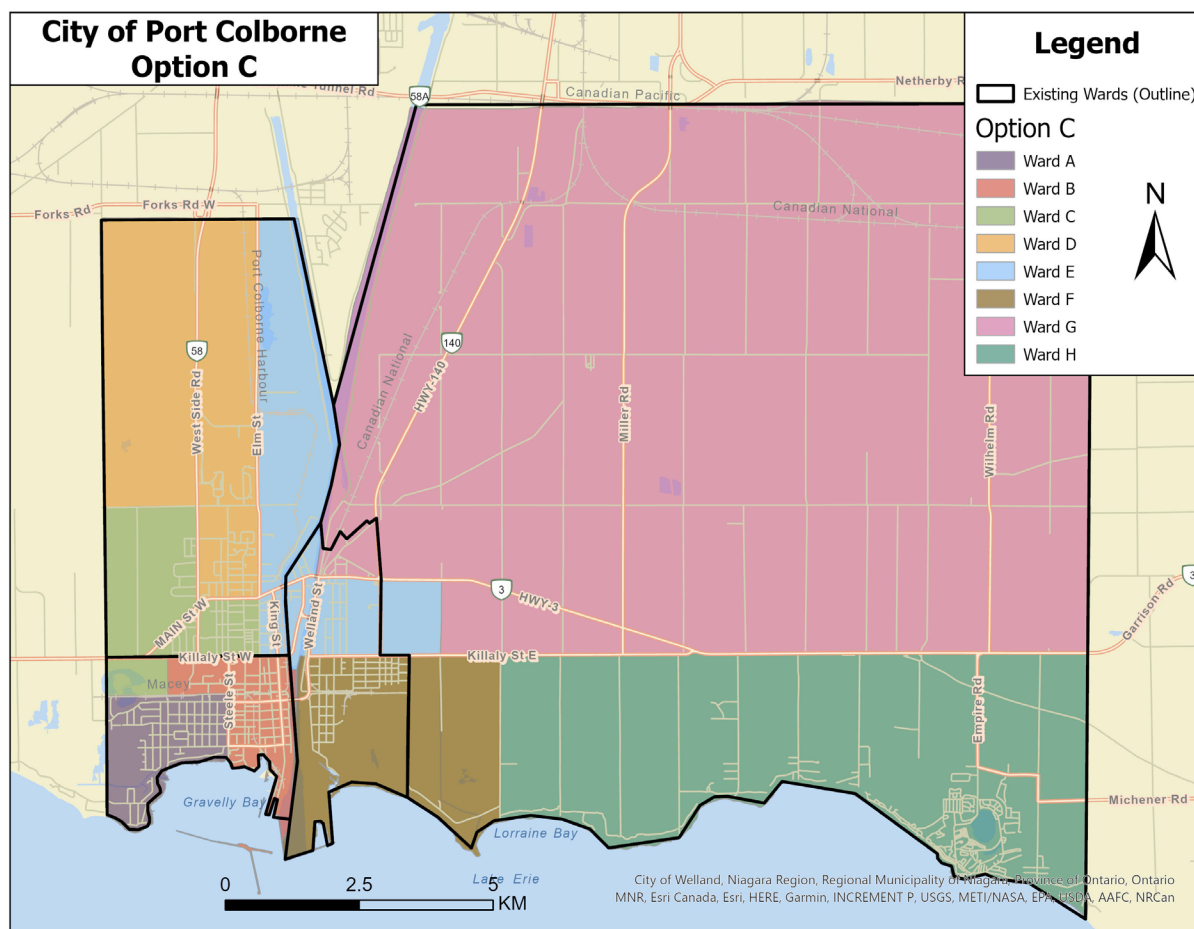 City of Port Colborne
Option C
Legend
Existing Wards (Outline)
Option C
Ward A
Ward B
Ward C
Ward D
Ward E
Ward F
Ward G
Ward H
N
Tunnel Rd
58A
Canadian Pacific
Netherby R
Forks Rd
Forks Rd W
Canadian National
Port Colborne Harbour
58
140
West Side Rd
Elm St
Canadian National
HWY-140
Miller Rd
Wilhelm Rd
3
HWY-3
3
Garrison Rd
MAIN St W
King St
Welland St
Killaly St W
Killaly St E
Macey
Steele St
Empire Rd
Gravelly Bay
Michener Rd
Lorraine Bay
Lake Erie
0 2.5 5
KM
City of Welland, Niagara Region, Regional Municipality of Niagara, Province of Ontario, Ontario
MNR, Esri Canada, Esri, HERE, Garmin, INCREMENT P, USGS, METI/NASA, EPA, USDA, AAFC, NRCan